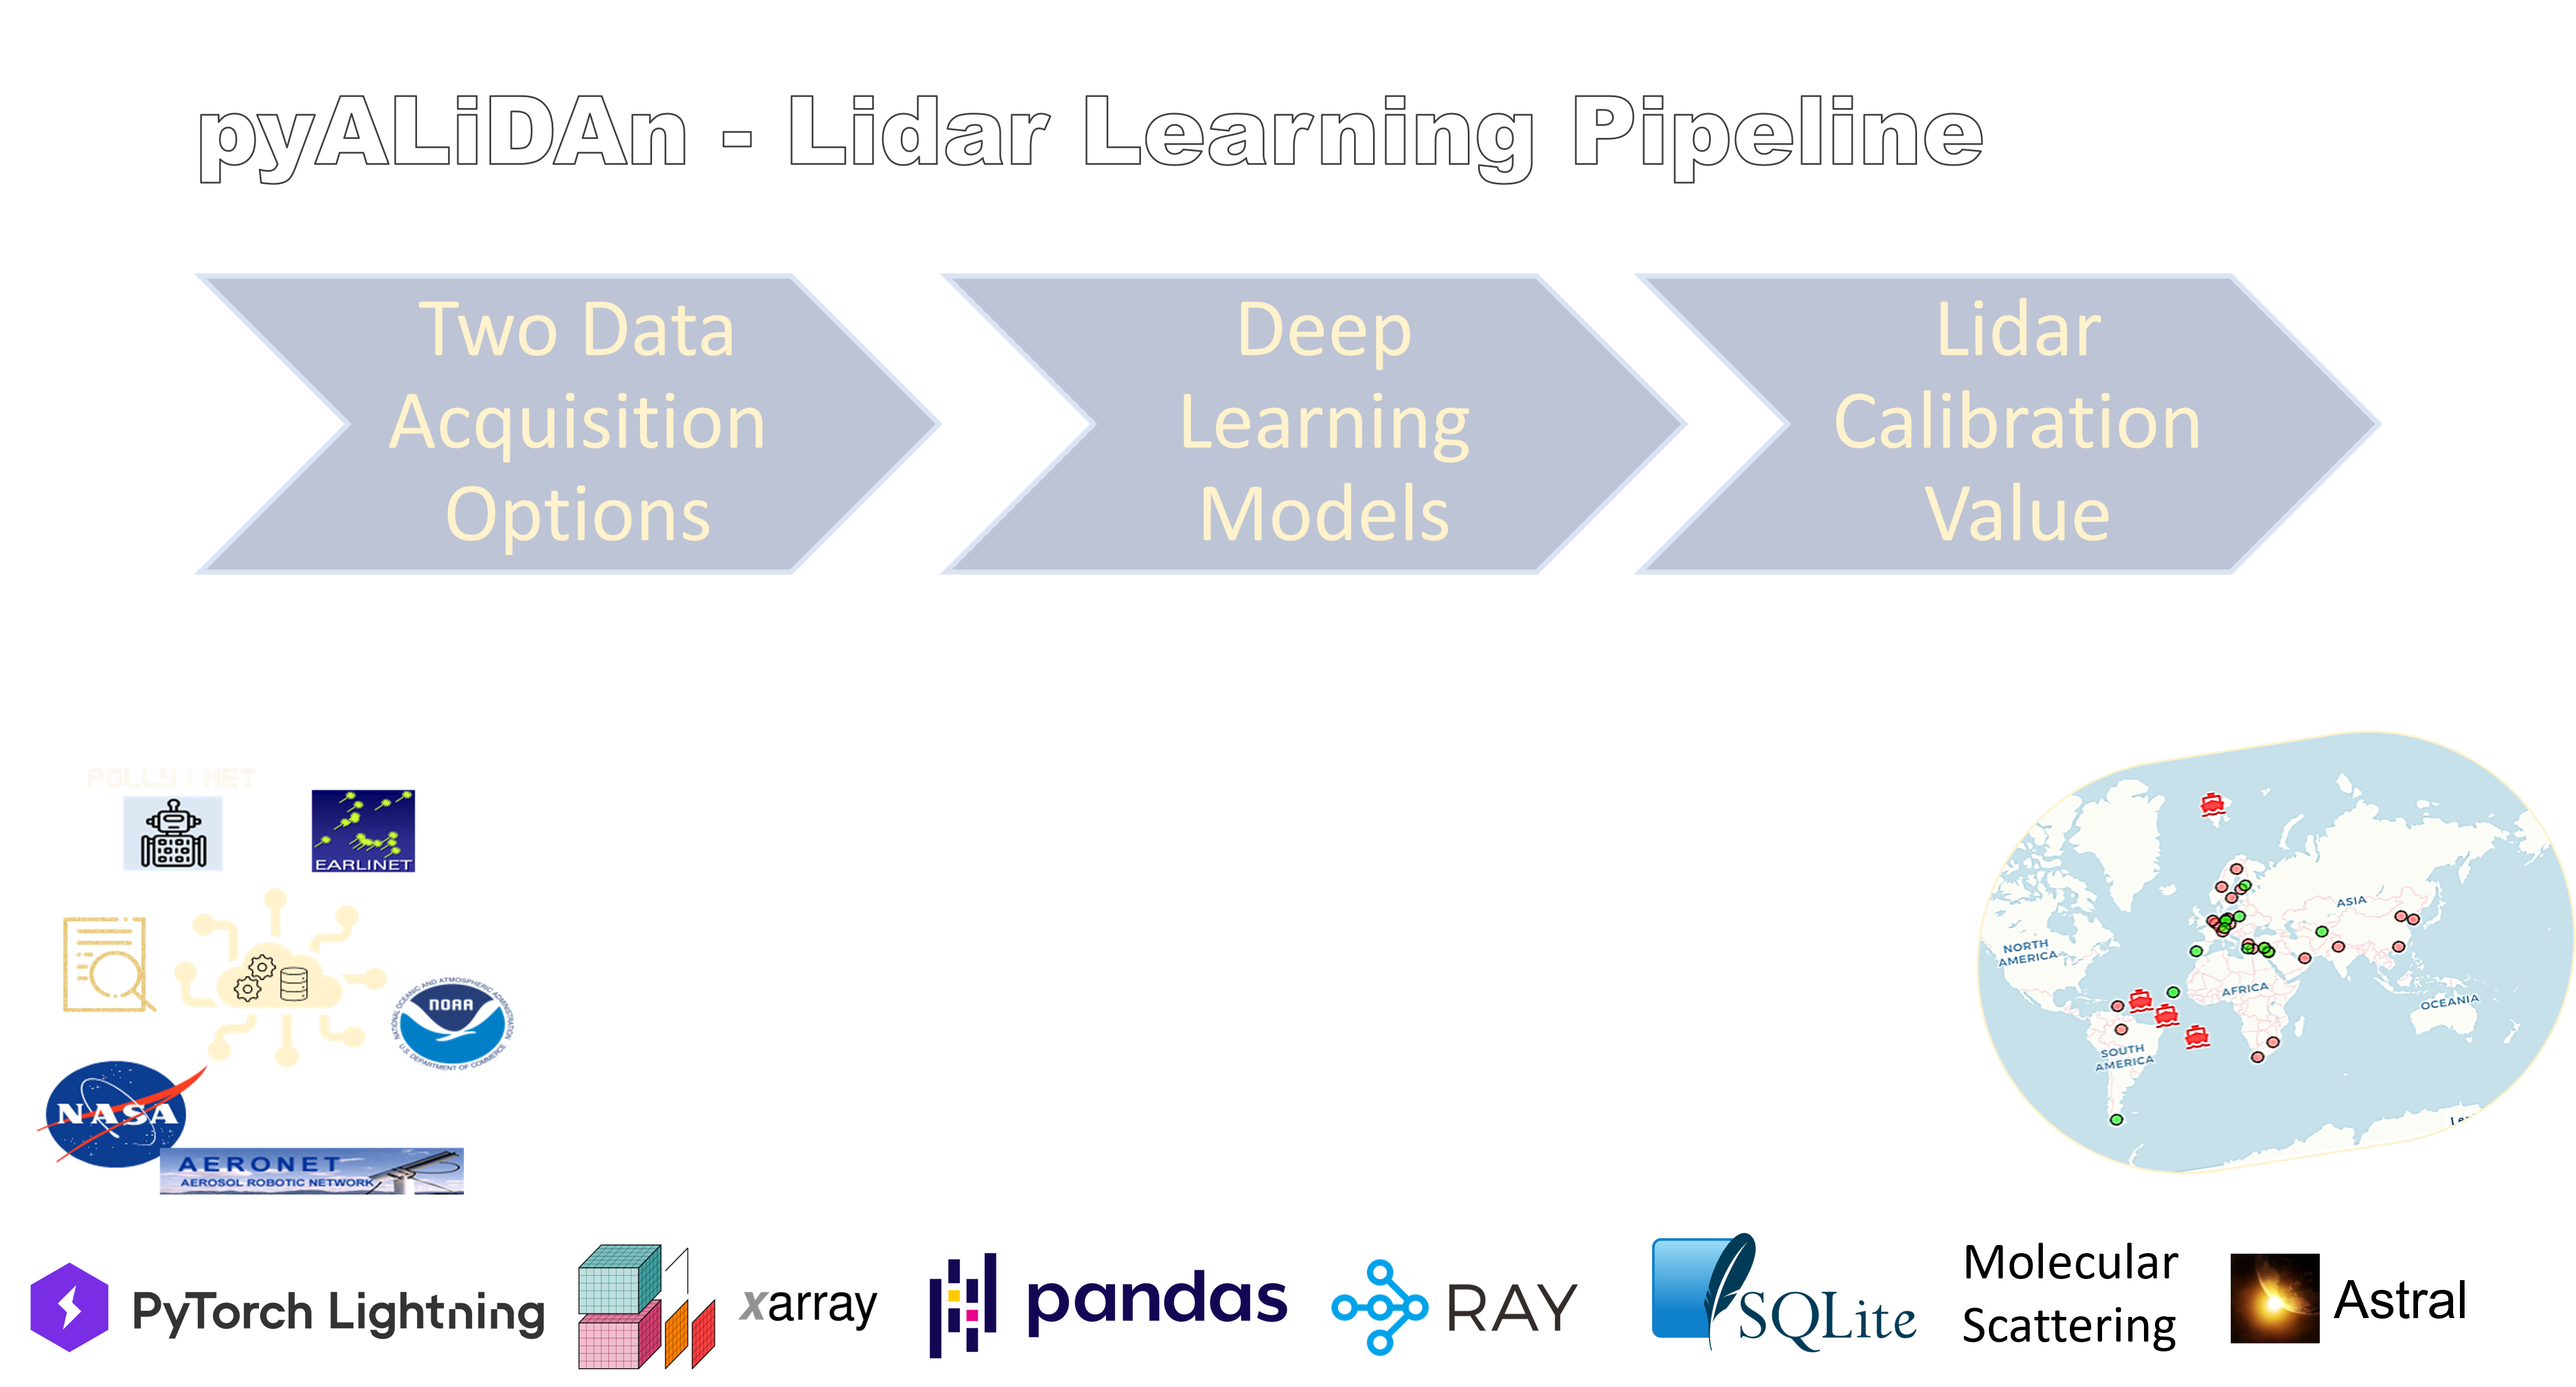 pyALiDAn - Lidar Learning Pipeline
Two Data
Acquisition
Options
Deep
Learning
Models
Lidar
Calibration
Value
POLLY NET
EARLINET
NATIONAL OCEANIC AND ATMOSPHERIC ADMINISTRATION
NOAA
U.S. DEPARTMENT OF COMMERCE
NASA
AERONET
AEROSOL ROBOTIC NETWORK
ASIA
NORTH
AMERICA
AFRICA
OCEANIA
SOUTH
AMERICA
PyTorch Lightning
xarray
pandas
RAY
SQLite
Molecular
Scattering
Astral